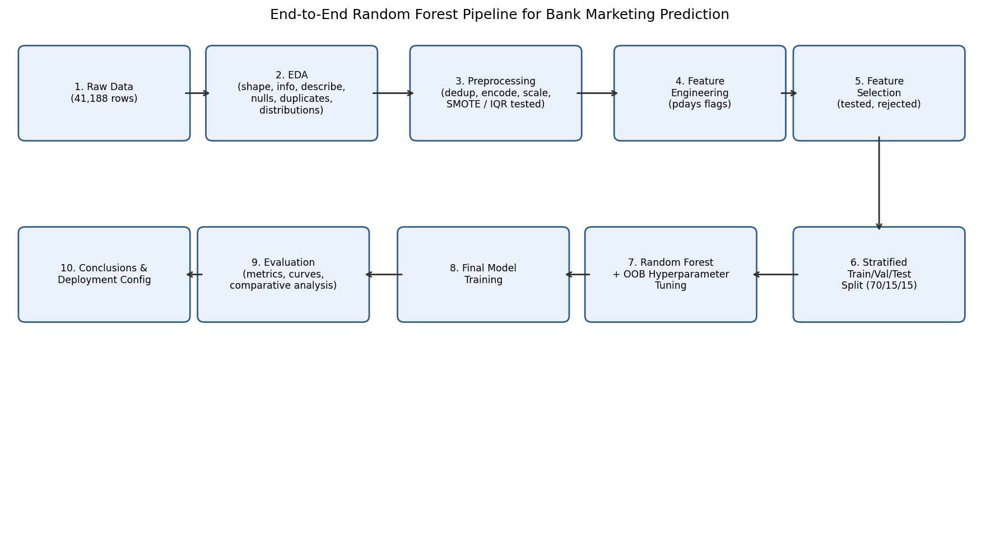 End-to-End Random Forest Pipeline for Bank Marketing Prediction
1. Raw Data
(41,188 rows)
2. EDA
(shape, info, describe,
nulls, duplicates,
distributions)
3. Preprocessing
(dedup, encode, scale,
SMOTE / IQR tested)
4. Feature
Engineering
(pdays flags)
5. Feature
Selection
(tested, rejected)
6. Stratified
Train/Val/Test
Split (70/15/15)
7. Random Forest
+ OOB Hyperparameter
Tuning
8. Final Model
Training
9. Evaluation
(metrics, curves,
comparative analysis)
10. Conclusions &
Deployment Config